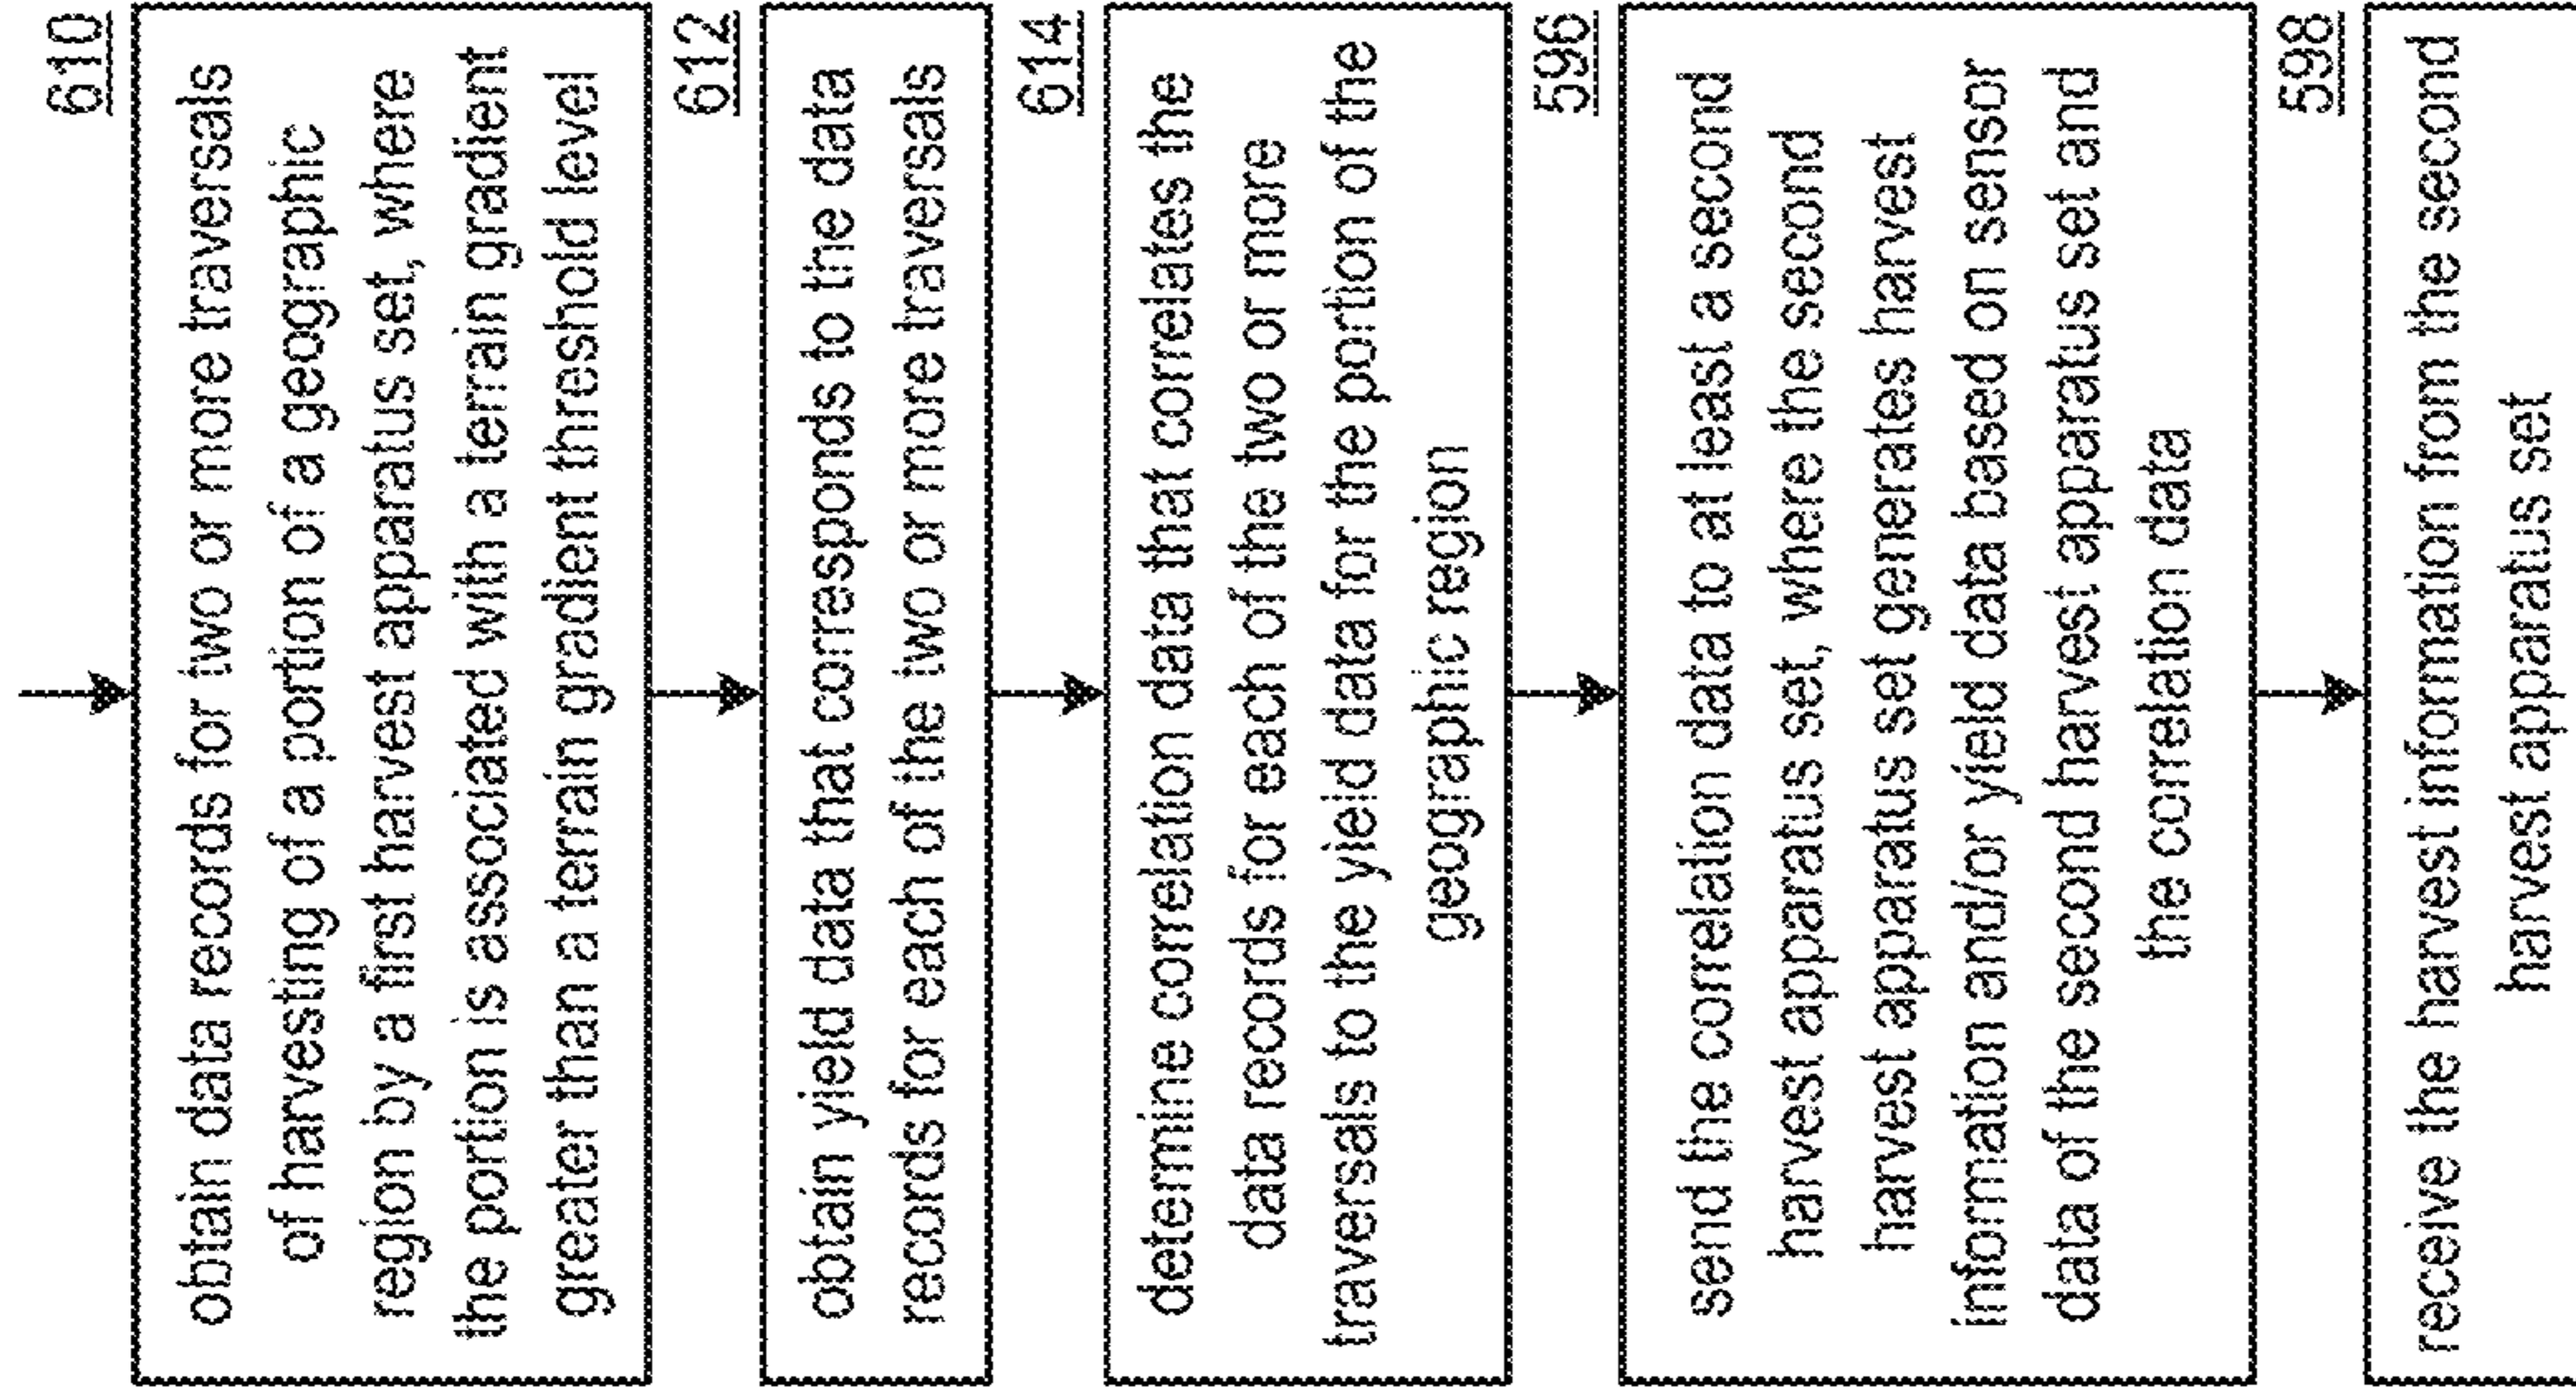 610
obtain data records for two or more traversals
of harvesting of a portion of a geographic
region by a first harvest apparatus set, where
the portion is associated with a terrain gradient
greater than a terrain gradient threshold level
612
obtain yield data that corresponds to the data
records for each of the two or more traversals
614
determine correlation data that correlates the
data records for each of the two or more
traversals to the yield data for the portion of the
geographic region
596
send the correlation data to at least a second
harvest apparatus set, where the second
harvest apparatus set generates harvest
information and/or yield data based on sensor
data of the second harvest apparatus set and
the correlation data
598
receive the harvest information from the second
harvest apparatus set